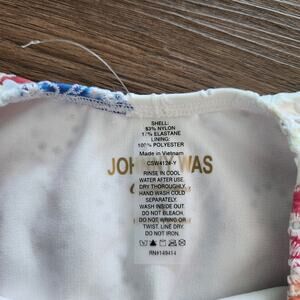 SHELL:
83% NYLON
17% ELASTANE
LINING:
100% POLYESTER
Made in Vietnam
JOH WAS
CSW4124-Y
RINSE IN COOL
WATER AFTER USE.
DRY THOROUGHLY.
HAND WASH COLD
SEPARATELY.
WASH INSIDE OUT.
DO NOT BLEACH.
DO NOT WRING OR
TWIST. LINE DRY.
DO NOT IRON.
RN#149414